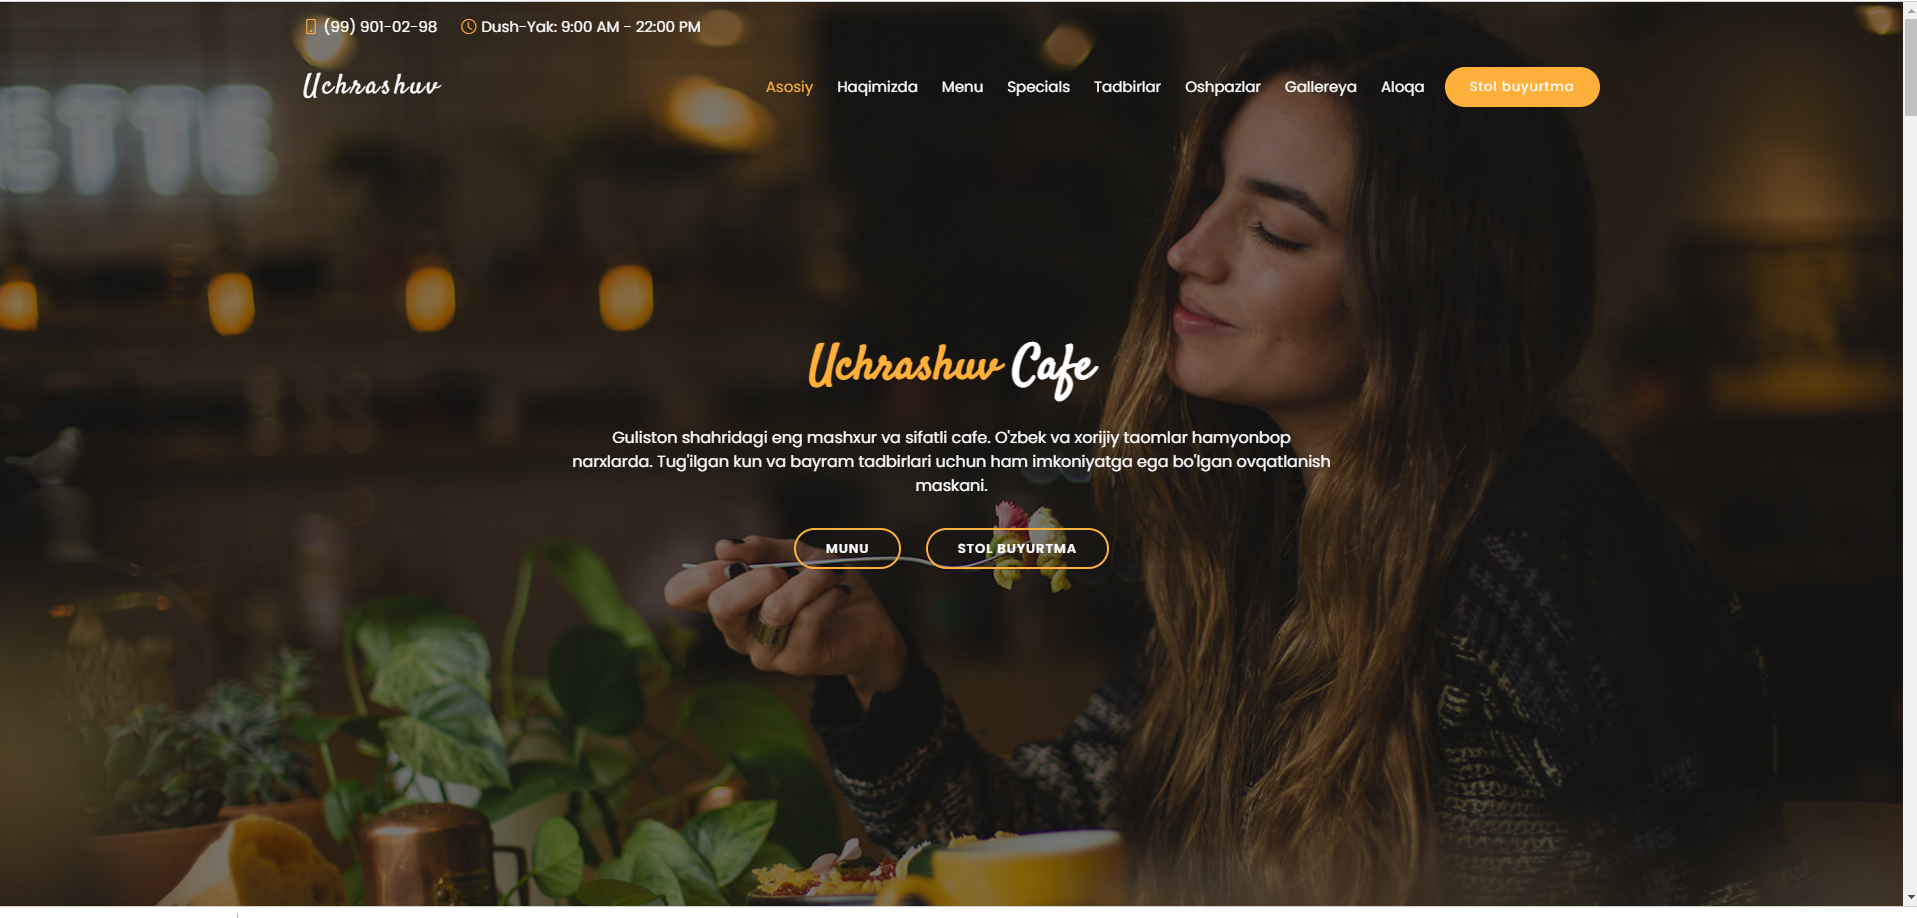 (99) 901-02-98 Dush-Yak: 9:00 AM - 22:00 PM
Uchrashuv
Asosiy Haqimizda Menu Specials Tadbirlar Oshpazlar Gallereya Aloqa Stol buyurtma
ETTE
Uchrashuv Cafe
Guliston shahridagi eng mashxur va sifatli cafe. O'zbek va xorijiy taomlar hamyonbop
narxlarda. Tug'ilgan kun va bayram tadbirlari uchun ham imkoniyatga ega bo'lgan ovqatlanish
maskani.
MUNU STOL BUYURTMA